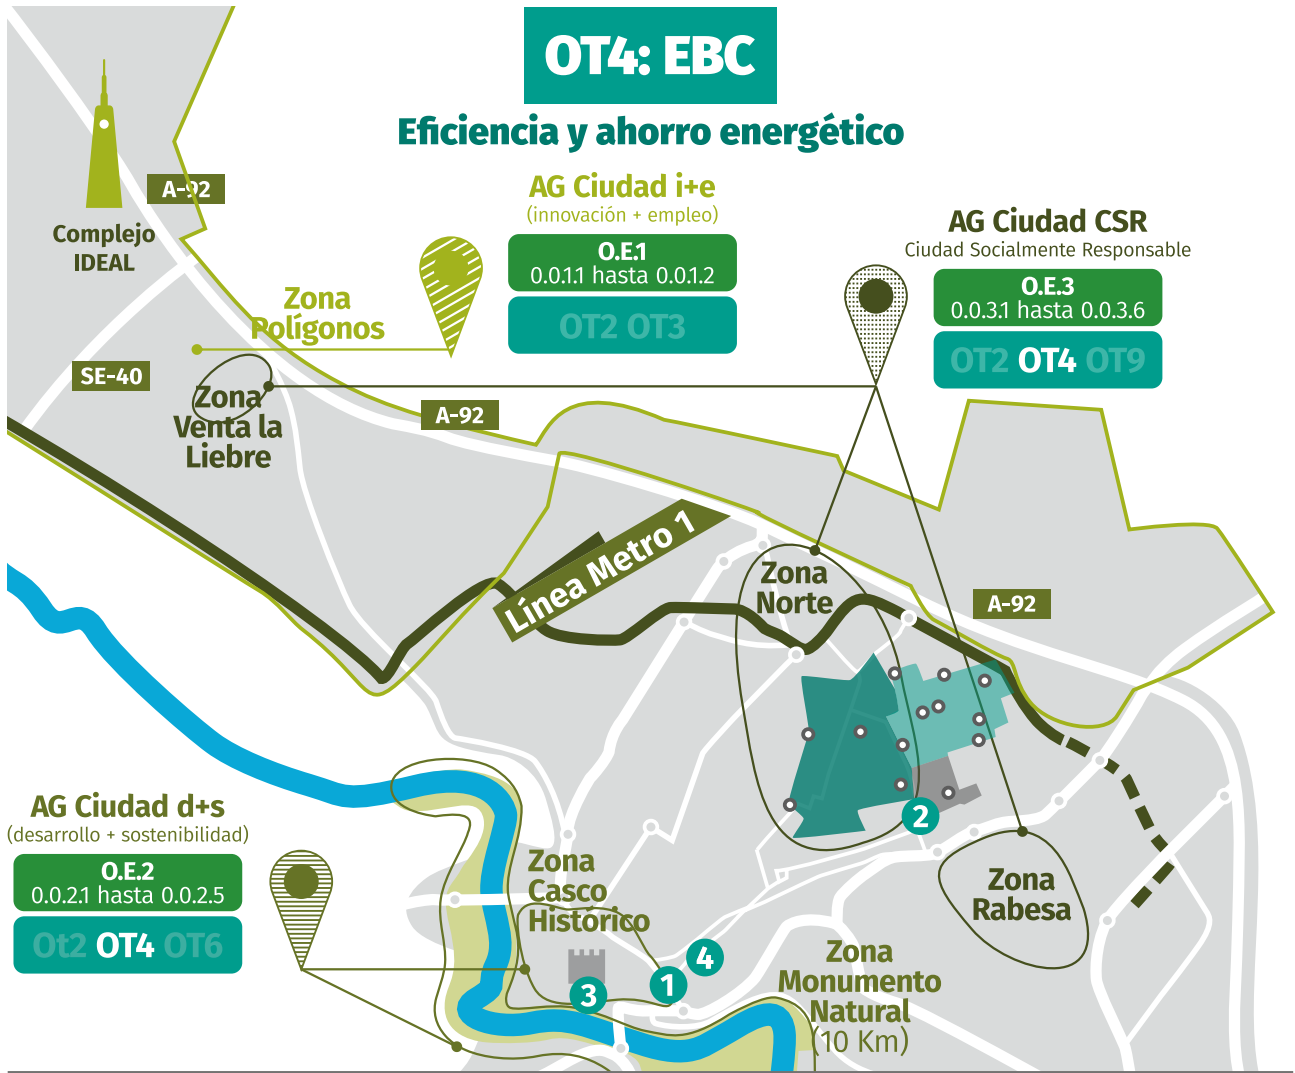 OT4: EBC
Eficiencia y ahorro energético
AG Ciudad i+e
(innovación + empleo)
O.E.1
0.0.1.1 hasta 0.0.1.2
OT2 OT3
AG Ciudad CSR
Ciudad Socialmente Responsable
O.E.3
0.0.3.1 hasta 0.0.3.6
OT2 OT4 OT9
A-92
Complejo
IDEAL
Zona
Polígonos
SE-40
Zona
Venta la
Liebre
A-92
Línea Metro 1
Zona
Norte
A-92
2
AG Ciudad d+s
(desarrollo + sostenibilidad)
O.E.2
0.0.2.1 hasta 0.0.2.5
Ot2 OT4 OT6
Zona
Casco
Histórico
Zona
Rabesa
4
1
3
Zona
Monumento
Natural
(10 Km)